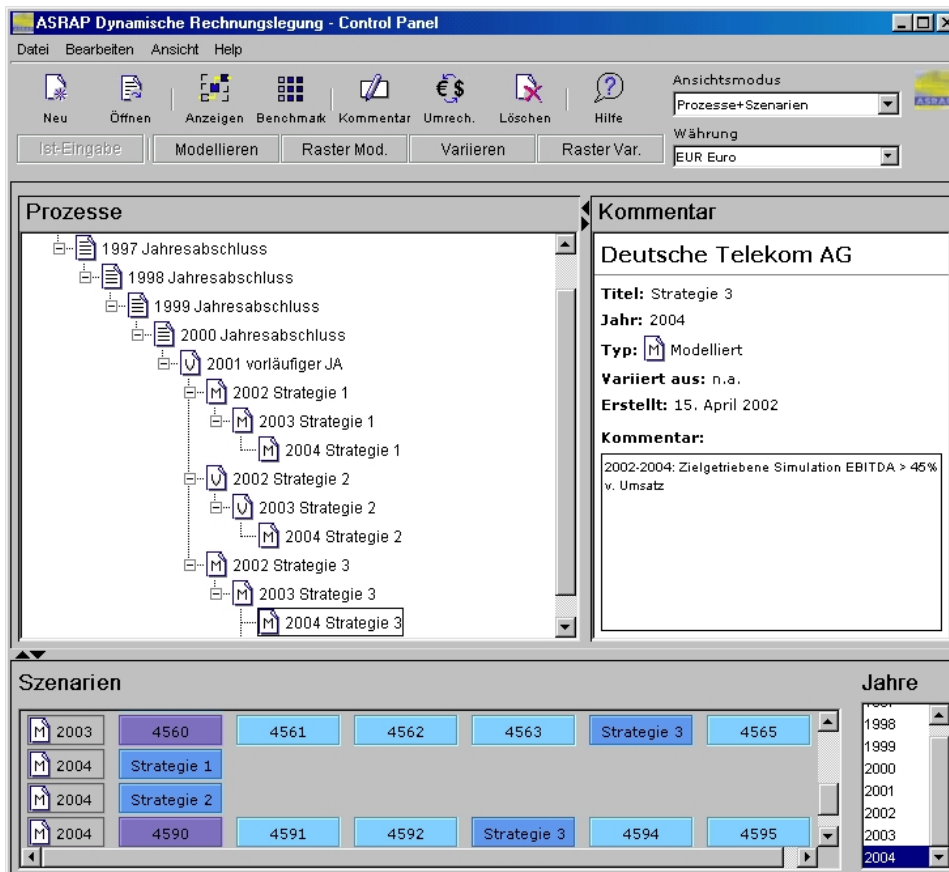 ASRAP Dynamische Rechnungslegung - Control Panel
Datei Bearbeiten Ansicht Help
Neu Öffnen Anzeigen Benchmark Kommentar Umrech. Löschen Hilfe
Ansichtsmodus
Prozesse+Szenarien
Währung
EUR Euro
ASRAP
Ist-Eingabe Modellieren Raster Mod. Variieren Raster Var.
Prozesse
1997 Jahresabschluss
1998 Jahresabschluss
1999 Jahresabschluss
2000 Jahresabschluss
V 2001 vorläufiger JA
M 2002 Strategie 1
M 2003 Strategie 1
M 2004 Strategie 1
V 2002 Strategie 2
V 2003 Strategie 2
M 2004 Strategie 2
M 2002 Strategie 3
M 2003 Strategie 3
M 2004 Strategie 3
Kommentar
Deutsche Telekom AG
Titel: Strategie 3
Jahr: 2004
Typ: M Modelliert
Variiert aus: n.a.
Erstellt: 15. April 2002
Kommentar:
2002-2004: Zielgetriebene Simulation EBITDA > 45%
v. Umsatz
Szenarien
M 2003 4560 4561 4562 4563 Strategie 3 4565
M 2004 Strategie 1
M 2004 Strategie 2
M 2004 4590 4591 4592 Strategie 3 4594 4595
Jahre
1998
1999
2000
2001
2002
2003
2004